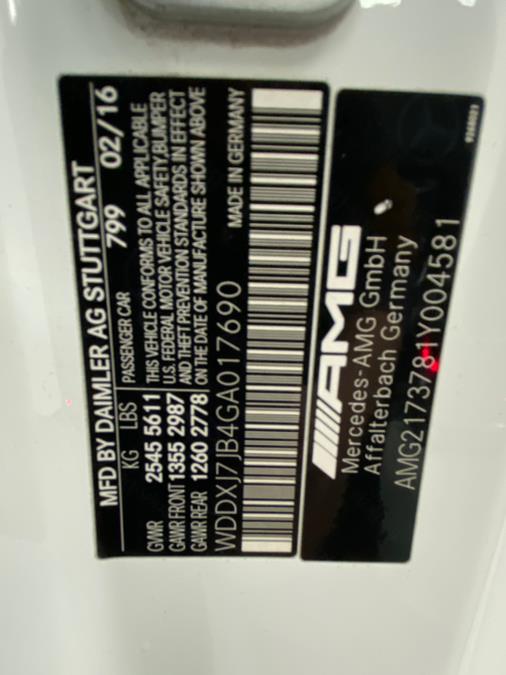 MFD BY DAIMLER AG STUTTGART
PASSENGER CAR 799 02/16
KG LBS
GVWR 2545 5611
GAWR FRONT 1355 2987
GAWR REAR 1260 2778
THIS VEHICLE CONFORMS TO ALL APPLICABLE
U.S. FEDERAL MOTOR VEHICLE SAFETY, BUMPER
AND THEFT PREVENTION STANDARDS IN EFFECT
ON THE DATE OF MANUFACTURE SHOWN ABOVE
WDDXJ7JB4GA017690 MADE IN GERMANY
AMG
Mercedes-AMG GmbH
Affalterbach Germany
AMG2173781Y004581